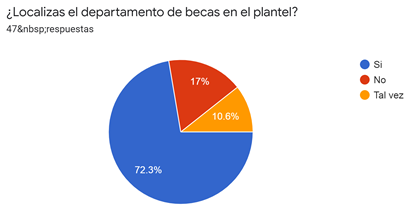 ¿Localizas el departamento de becas en el plantel?
47&nbsp;respuestas
Si
No
Tal vez
17%
10.6%
72.3%